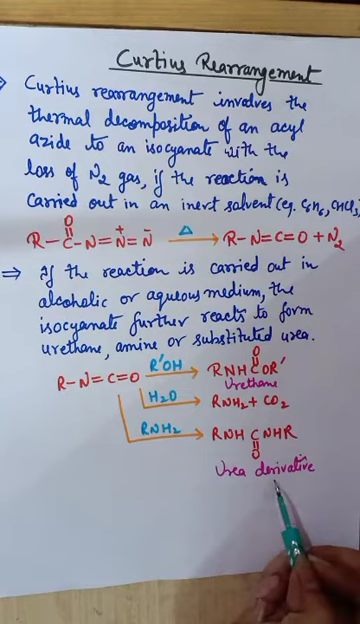 Curtius Rearrangement
Curtius rearrangement involves the
thermal decomposition of an acyl
azide to an isocyanate with the
loss of N₂ gas, if the reaction is
carried out in an inert solvent (eg. C₆H₆, CHCl₃
O
R-C-N=N⁺=N⁻ Δ→ R-N=C=O + N₂
⇒ If the reaction is carried out in
alcoholic or aqueous medium, the
isocyanate further reacts to form
urethane, amine or substituted urea.
O
R-N=C=O R'OH → RNHCOR'
Urethane
H₂O → RNH₂ + CO₂
RNH₂ → RNH C NHR
O
Urea derivative